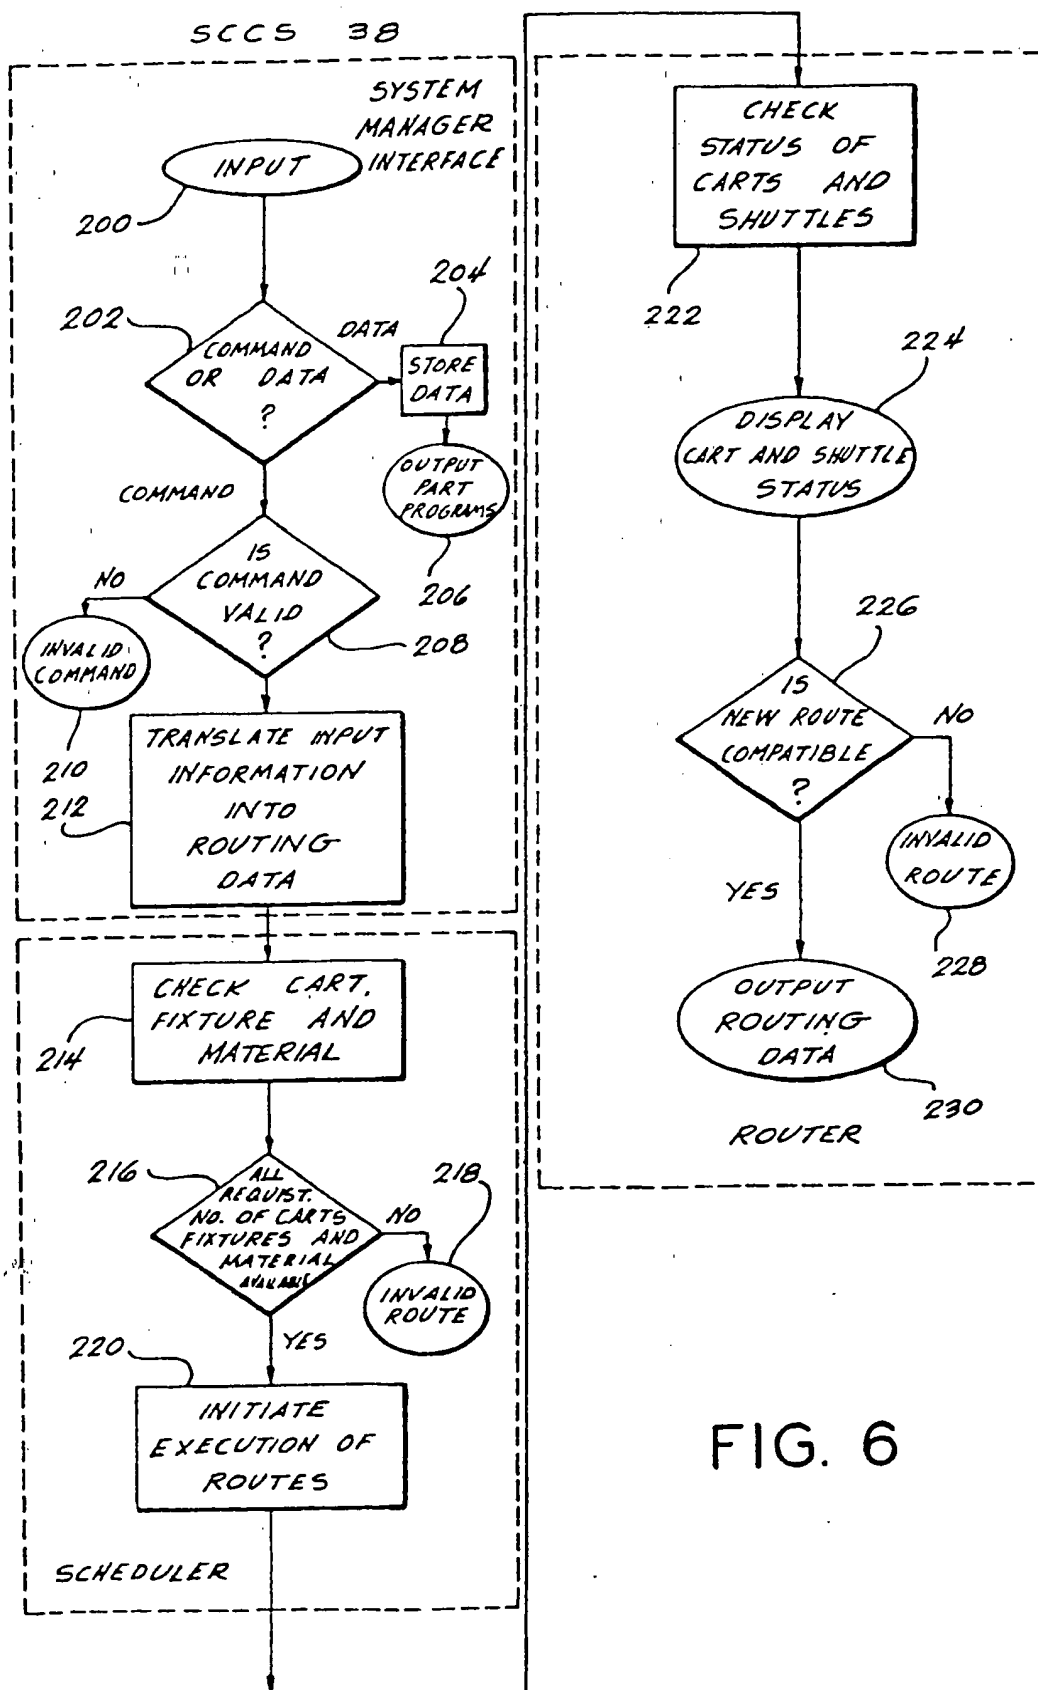 SCCS 38
SYSTEM
MANAGER
INTERFACE
INPUT
200
202
COMMAND
OR DATA
?
DATA
204
STORE
DATA
OUTPUT
PART
PROGRAMS
206
COMMAND
IS
COMMAND
VALID
?
208
NO
INVALID
COMMAND
210
212
TRANSLATE INPUT
INFORMATION
INTO
ROUTING
DATA
CHECK CART,
FIXTURE AND
MATERIAL
214
216
ALL
REQUIST.
NO. OF CARTS
FIXTURES AND
MATERIAL
AVAILABLE
NO
218
INVALID
ROUTE
YES
220
INITIATE
EXECUTION OF
ROUTES
SCHEDULER
CHECK
STATUS OF
CARTS AND
SHUTTLES
222
224
DISPLAY
CART AND SHUTTLE
STATUS
226
IS
NEW ROUTE
COMPATIBLE
?
NO
INVALID
ROUTE
228
YES
OUTPUT
ROUTING
DATA
230
ROUTER
FIG. 6